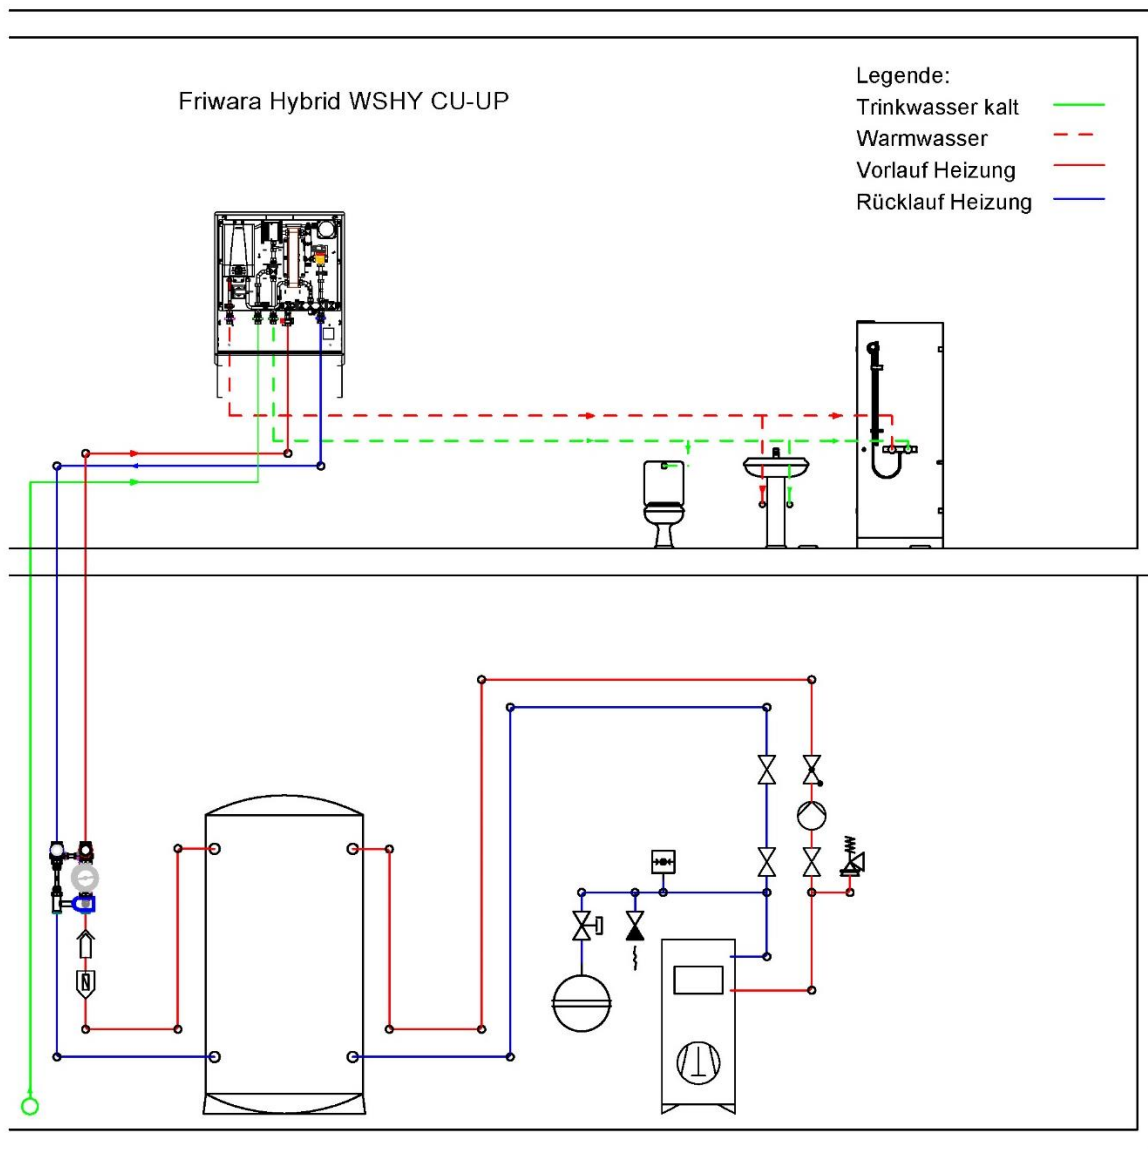 Friwara Hybrid WSHY CU-UP
Legende:
Trinkwasser kalt
Warmwasser
Vorlauf Heizung
Rücklauf Heizung